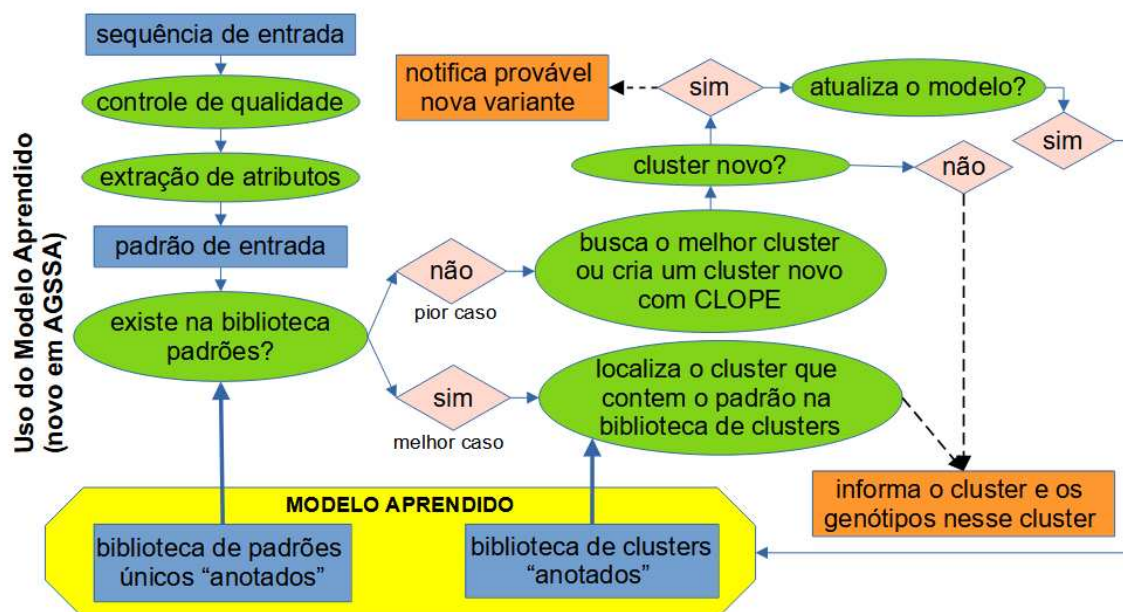 Uso do Modelo Aprendido
(novo em AGSSA)
sequência de entrada
controle de qualidade
extração de atributos
padrão de entrada
existe na biblioteca
padrões?
não
pior caso
sim
melhor caso
busca o melhor cluster
ou cria um cluster novo
com CLOPE
cluster novo?
sim
notifica provável
nova variante
atualiza o modelo?
sim
não
localiza o cluster que
contem o padrão na
biblioteca de clusters
informa o cluster e os
genótipos nesse cluster
MODELO APRENDIDO
biblioteca de padrões
únicos “anotados”
biblioteca de clusters
“anotados”